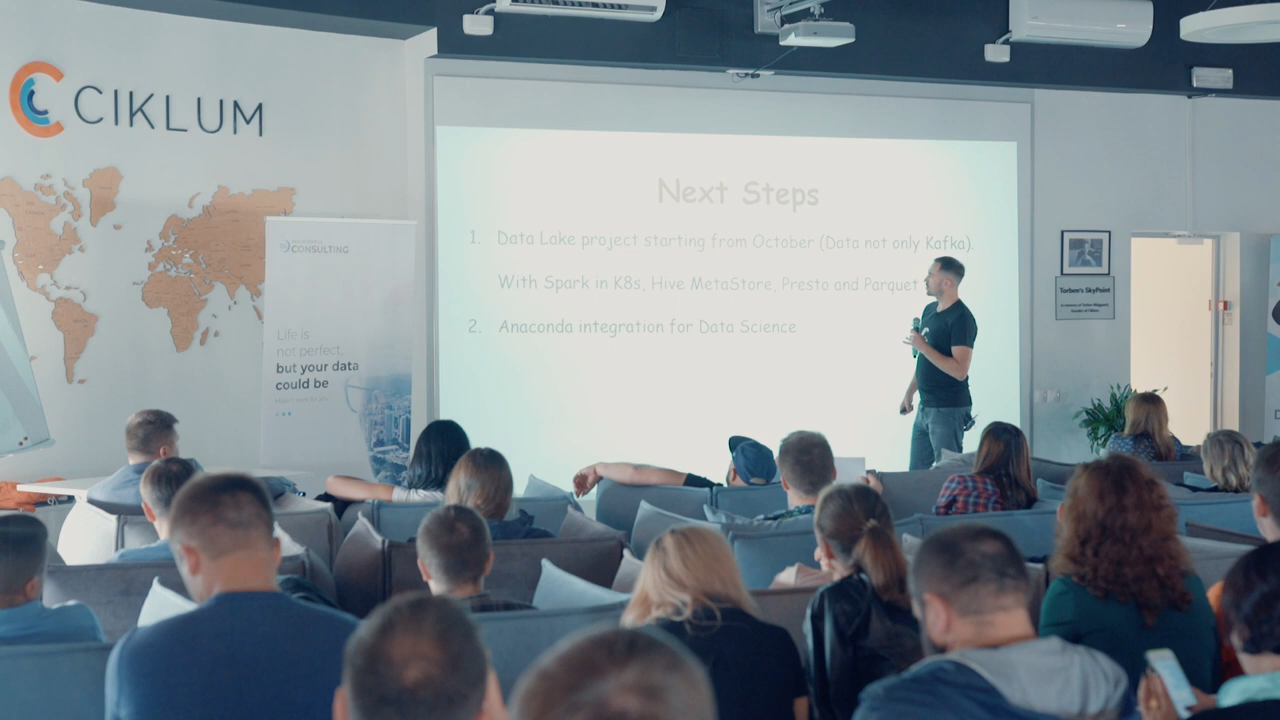 CIKLUM
CONSULTING
Life is
not perfect,
but your data
could be
Next Steps
1. Data Lake project starting from October (Data not only Kafka).
With Spark in K8s, Hive MetaStore, Presto and Parquet
2. Anaconda integration for Data Science
Torben's SkyPoint